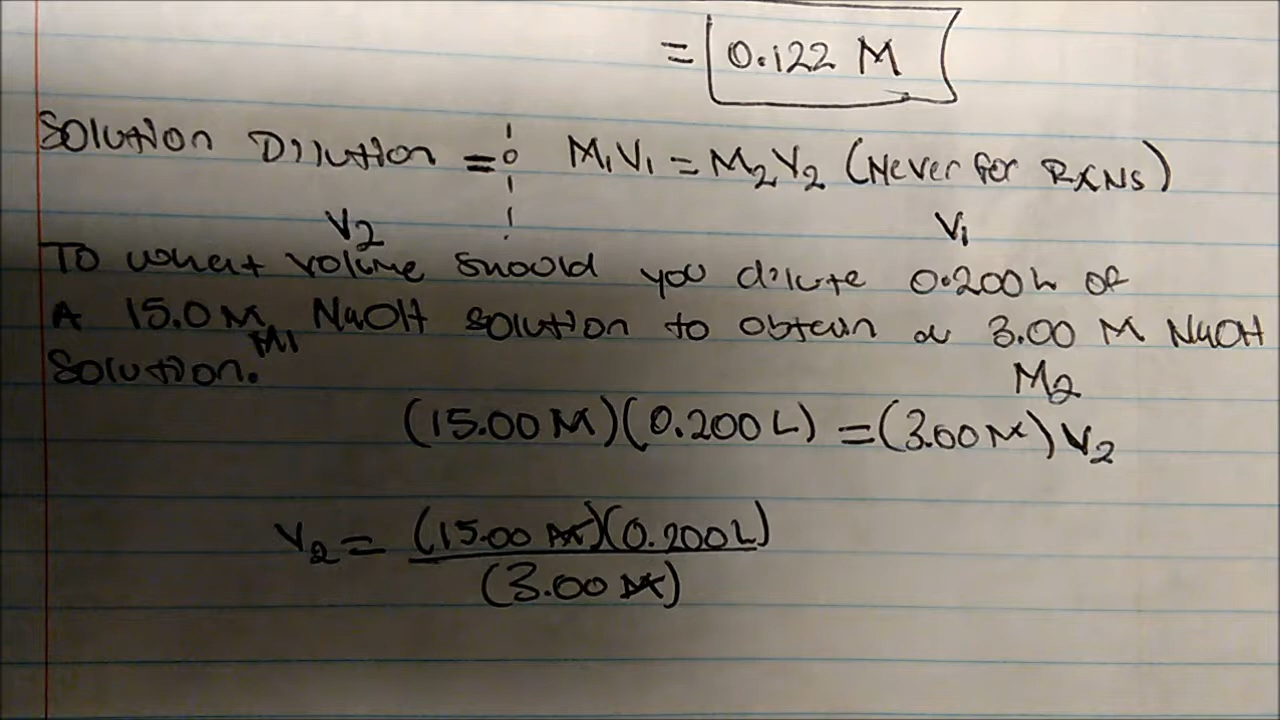 = 0.122 M
Solution Dilution = M₁V₁ = M₂V₂ (Never for RXNs)
V₂ V₁
To what volume should you dilute 0.200L of
A 15.0 M NaOH solution to obtain a 3.00 M NaOH
M₁
Solution. M₂
(15.00 M)(0.200 L) = (3.00 M) V₂
V₂ = (15.00 M)(0.200L)
(3.00 M)